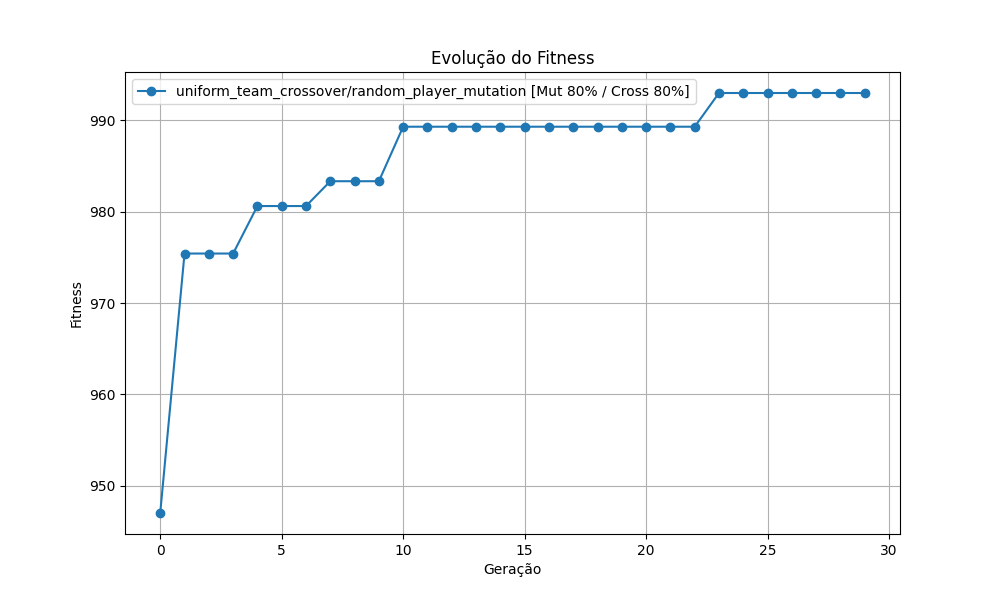 Evolução do Fitness
uniform_team_crossover/random_player_mutation [Mut 80% / Cross 80%]
Fitness
990
980
970
960
950
0 5 10 15 20 25 30
Geração